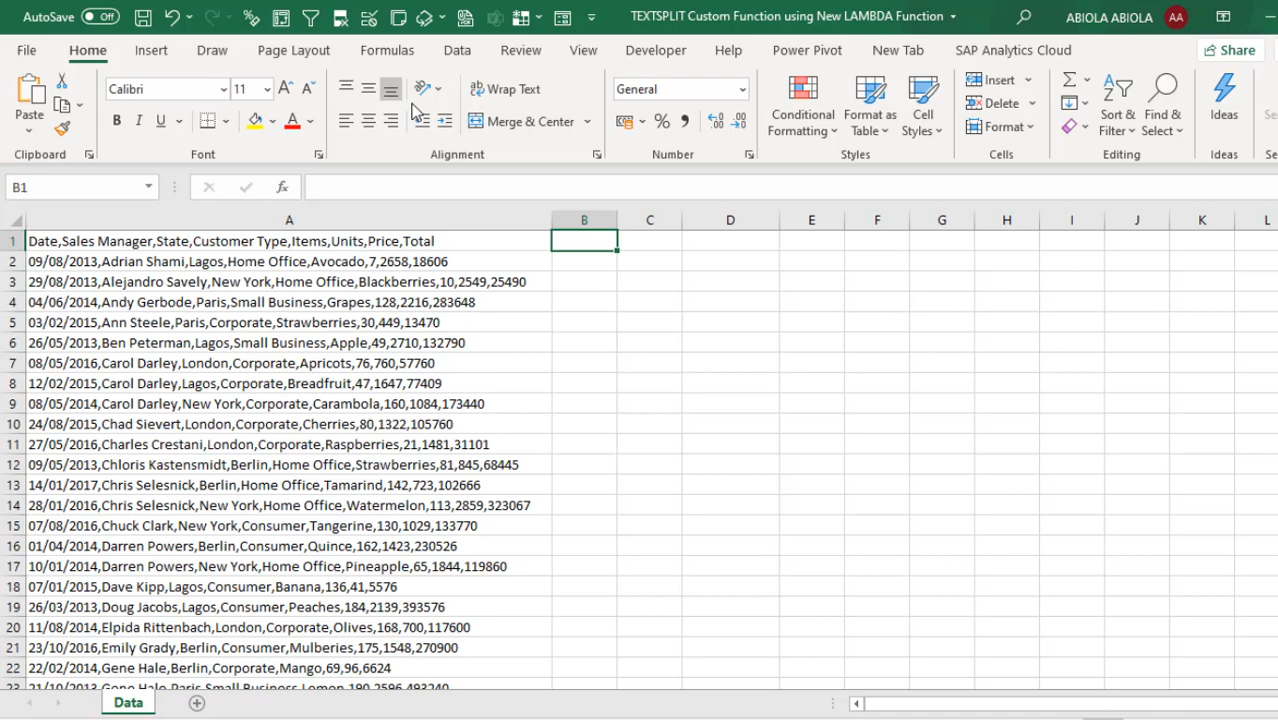 AutoSave Off
TEXTSPLIT Custom Function using New LAMBDA Function
ABIOLA ABIOLA AA
File Home Insert Draw Page Layout Formulas Data Review View Developer Help Power Pivot New Tab SAP Analytics Cloud Share
Paste
Calibri 11
B I U
Wrap Text
Merge & Center
General
Conditional Formatting
Format as Table
Cell Styles
Insert
Delete
Format
Sort & Filter
Find & Select
Ideas
Clipboard Font Alignment Number Styles Cells Editing Ideas
B1 fx
A B C D E F G H I J K L
1 Date,Sales Manager,State,Customer Type,Items,Units,Price,Total
2 09/08/2013,Adrian Shami,Lagos,Home Office,Avocado,7,2658,18606
3 29/08/2013,Alejandro Savely,New York,Home Office,Blackberries,10,2549,25490
4 04/06/2014,Andy Gerbode,Paris,Small Business,Grapes,128,2216,283648
5 03/02/2015,Ann Steele,Paris,Corporate,Strawberries,30,449,13470
6 26/05/2013,Ben Peterman,Lagos,Small Business,Apple,49,2710,132790
7 08/05/2016,Carol Darley,London,Corporate,Apricots,76,760,57760
8 12/02/2015,Carol Darley,Lagos,Corporate,Breadfruit,47,1647,77409
9 08/05/2014,Carol Darley,New York,Corporate,Carambola,160,1084,173440
10 24/08/2015,Chad Sievert,London,Corporate,Cherries,80,1322,105760
11 27/05/2016,Charles Crestani,London,Corporate,Raspberries,21,1481,31101
12 09/05/2013,Chloris Kastensmidt,Berlin,Home Office,Strawberries,81,845,68445
13 14/01/2017,Chris Selesnick,Berlin,Home Office,Tamarind,142,723,102666
14 28/01/2016,Chris Selesnick,New York,Home Office,Watermelon,113,2859,323067
15 07/08/2016,Chuck Clark,New York,Consumer,Tangerine,130,1029,133770
16 01/04/2014,Darren Powers,Berlin,Consumer,Quince,162,1423,230526
17 10/01/2014,Darren Powers,New York,Home Office,Pineapple,65,1844,119860
18 07/01/2015,Dave Kipp,Lagos,Consumer,Banana,136,41,5576
19 26/03/2013,Doug Jacobs,Lagos,Consumer,Peaches,184,2139,393576
20 11/08/2014,Elpida Rittenbach,London,Corporate,Olives,168,700,117600
21 23/10/2016,Emily Grady,Berlin,Consumer,Mulberies,175,1548,270900
22 22/02/2014,Gene Hale,Berlin,Corporate,Mango,69,96,6624
23 21/10/2013,Gene Hale,Paris,Small Business,Lemon,190,2596,493240
Data